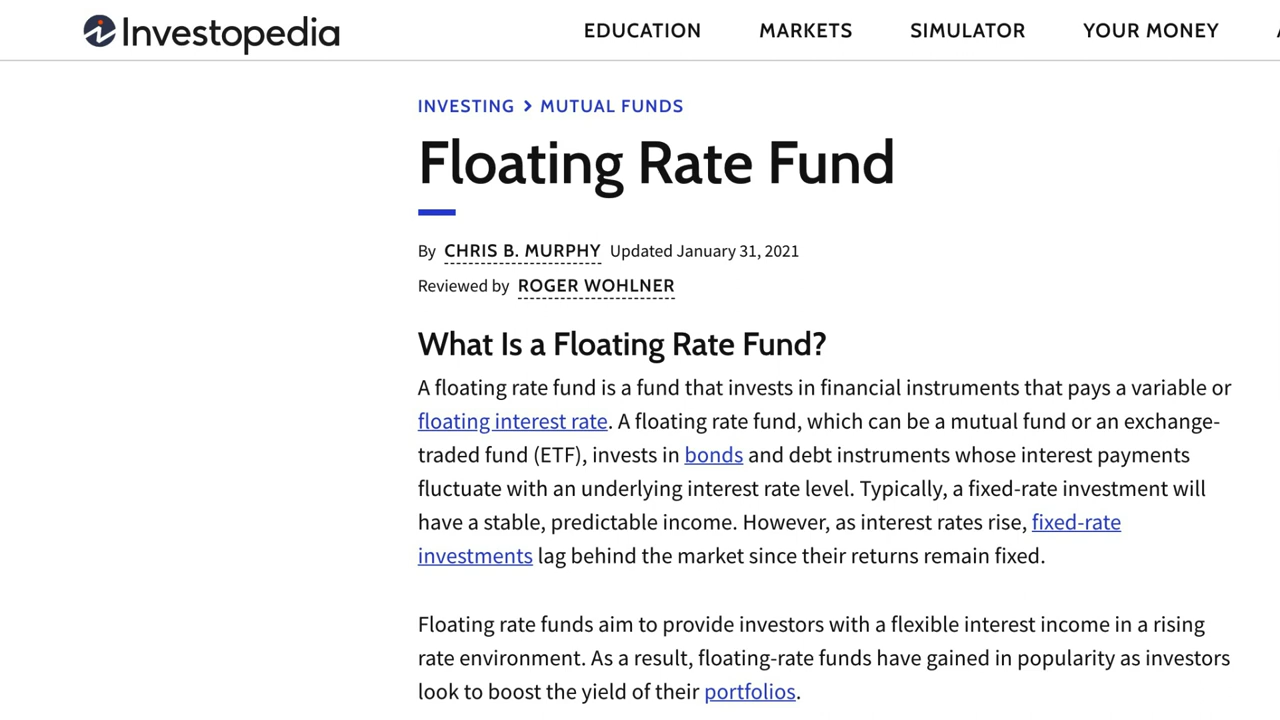 Investopedia
EDUCATION MARKETS SIMULATOR YOUR MONEY
INVESTING > MUTUAL FUNDS
Floating Rate Fund
By CHRIS B. MURPHY Updated January 31, 2021
Reviewed by ROGER WOHLNER
What Is a Floating Rate Fund?
A floating rate fund is a fund that invests in financial instruments that pays a variable or
floating interest rate. A floating rate fund, which can be a mutual fund or an exchange-
traded fund (ETF), invests in bonds and debt instruments whose interest payments
fluctuate with an underlying interest rate level. Typically, a fixed-rate investment will
have a stable, predictable income. However, as interest rates rise, fixed-rate
investments lag behind the market since their returns remain fixed.
Floating rate funds aim to provide investors with a flexible interest income in a rising
rate environment. As a result, floating-rate funds have gained in popularity as investors
look to boost the yield of their portfolios.